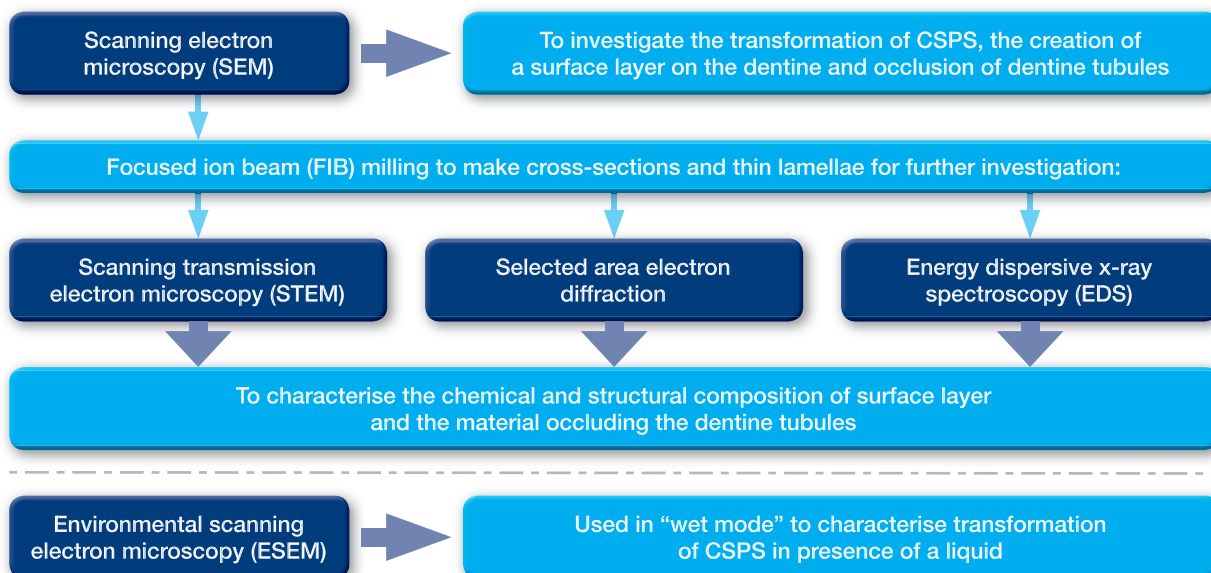 Scanning electron
microscopy (SEM)
To investigate the transformation of CSPS, the creation of
a surface layer on the dentine and occlusion of dentine tubules
Focused ion beam (FIB) milling to make cross-sections and thin lamellae for further investigation:
Scanning transmission
electron microscopy (STEM)
Selected area electron
diffraction
Energy dispersive x-ray
spectroscopy (EDS)
To characterise the chemical and structural composition of surface layer
and the material occluding the dentine tubules
Environmental scanning
electron microscopy (ESEM)
Used in “wet mode” to characterise transformation
of CSPS in presence of a liquid